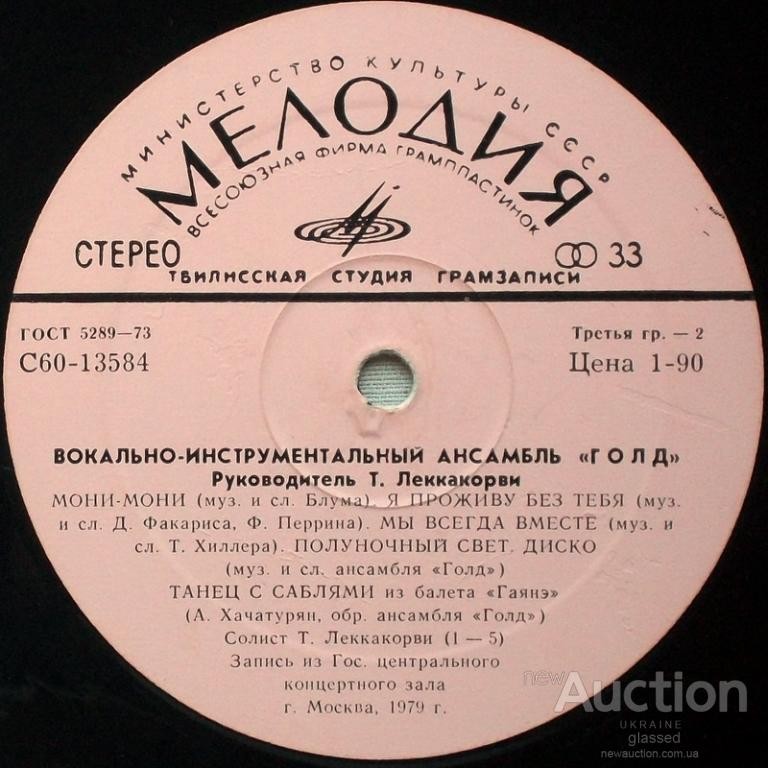 МИНИСТЕРСТВО КУЛЬТУРЫ СССР
МЕЛОДИЯ
ВСЕСОЮЗНАЯ ФИРМА ГРАМПЛАСТИНОК
СТЕРЕО 33
ТБИЛИССКАЯ СТУДИЯ ГРАМЗАПИСИ
ГОСТ 5289—73 Третья гр. — 2
С60-13584 Цена 1-90
ВОКАЛЬНО-ИНСТРУМЕНТАЛЬНЫЙ АНСАМБЛЬ «ГОЛД»
Руководитель Т. Леккакорви
МОНИ-МОНИ (муз. и сл. Блума). Я ПРОЖИВУ БЕЗ ТЕБЯ (муз.
и сл. Д. Факариса, Ф. Перрина). МЫ ВСЕГДА ВМЕСТЕ (муз. и
сл. Т. Хиллера). ПОЛУНОЧНЫЙ СВЕТ. ДИСКО
(муз. и сл. ансамбля «Голд»)
ТАНЕЦ С САБЛЯМИ из балета «Гаянэ»
(А. Хачатурян, обр. ансамбля «Голд»)
Солист Т. Леккакорви (1 — 5)
Запись из Гос. центрального
концертного зала
г. Москва, 1979 г.
new Auction
UKRAINE
glassed
newauction.com.ua